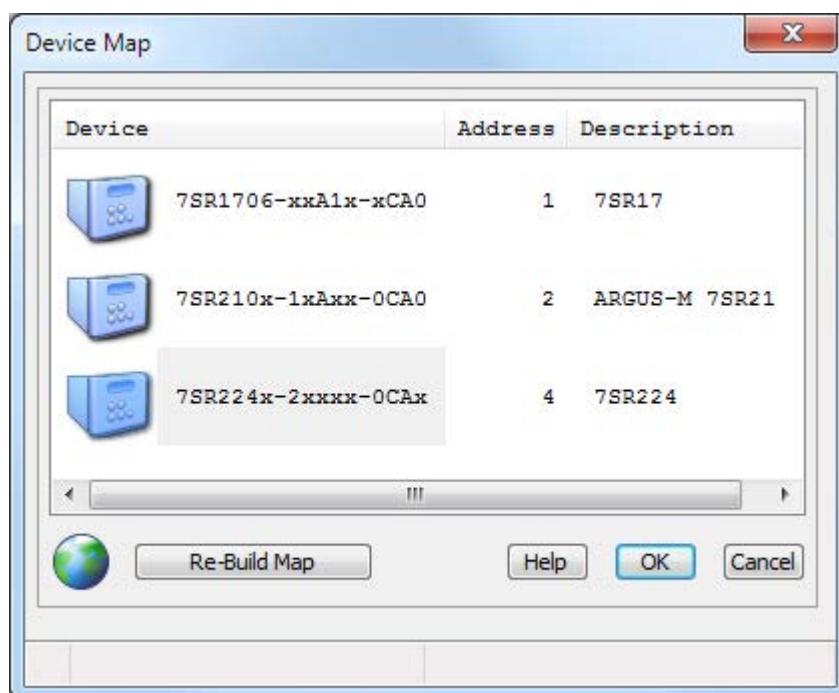 Device Map
Device Address Description
7SR1706-xxA1x-xCA0 1 7SR17
7SR210x-1xAxx-0CA0 2 ARGUS-M 7SR21
7SR224x-2xxxx-0CAx 4 7SR224
Re-Build Map Help OK Cancel